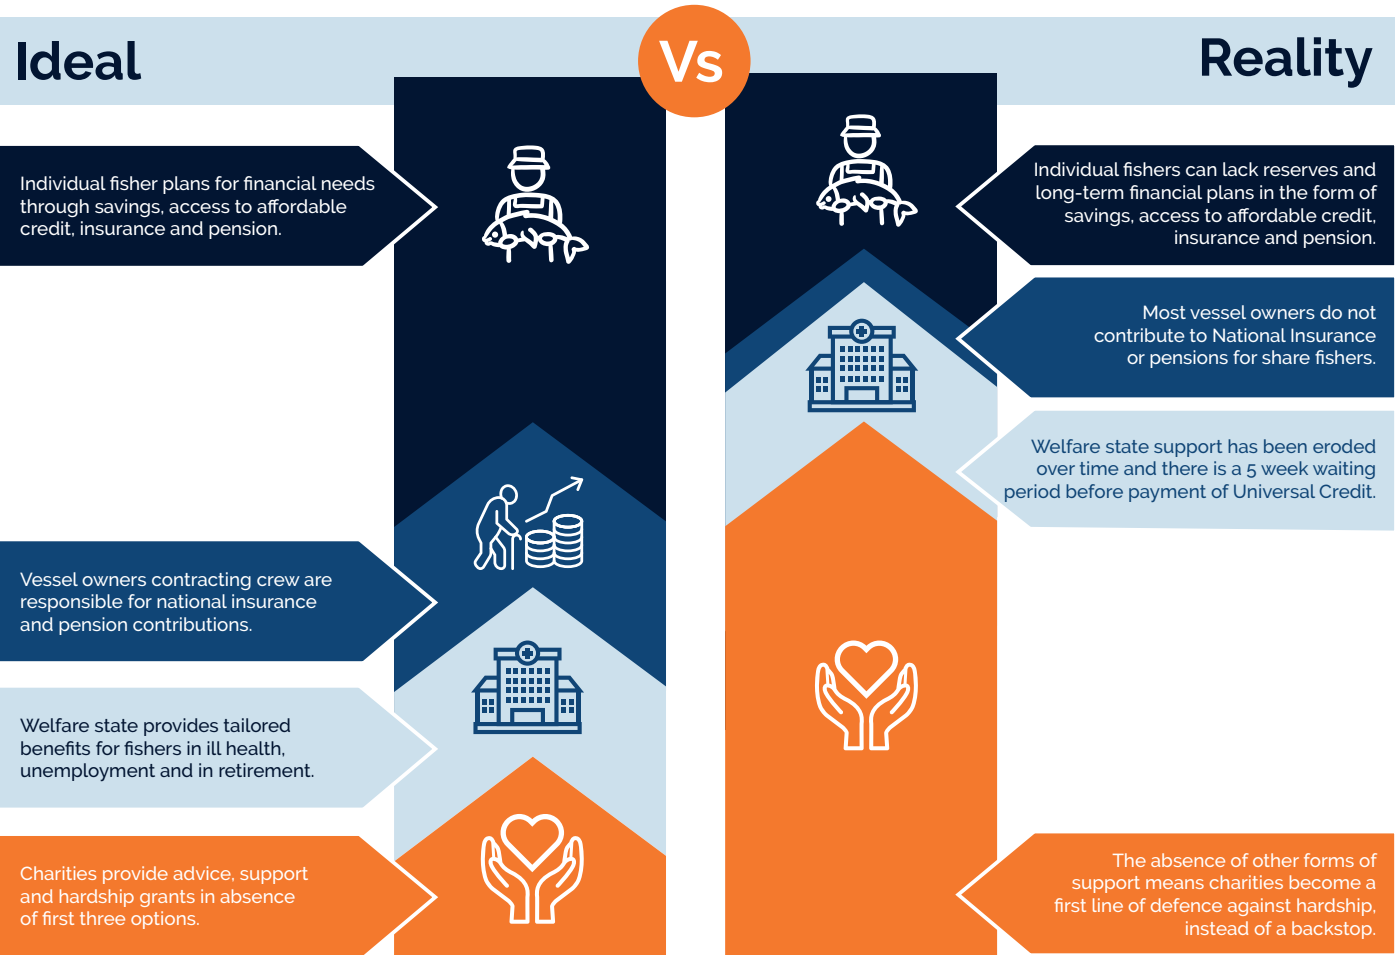 Ideal
Vs
Reality
Individual fisher plans for financial needs
through savings, access to affordable
credit, insurance and pension.
Vessel owners contracting crew are
responsible for national insurance
and pension contributions.
Welfare state provides tailored
benefits for fishers in ill health,
unemployment and in retirement.
Charities provide advice, support
and hardship grants in absence
of first three options.
Individual fishers can lack reserves and
long-term financial plans in the form of
savings, access to affordable credit,
insurance and pension.
Most vessel owners do not
contribute to National Insurance
or pensions for share fishers.
Welfare state support has been eroded
over time and there is a 5 week waiting
period before payment of Universal Credit.
The absence of other forms of
support means charities become a
first line of defence against hardship,
instead of a backstop.